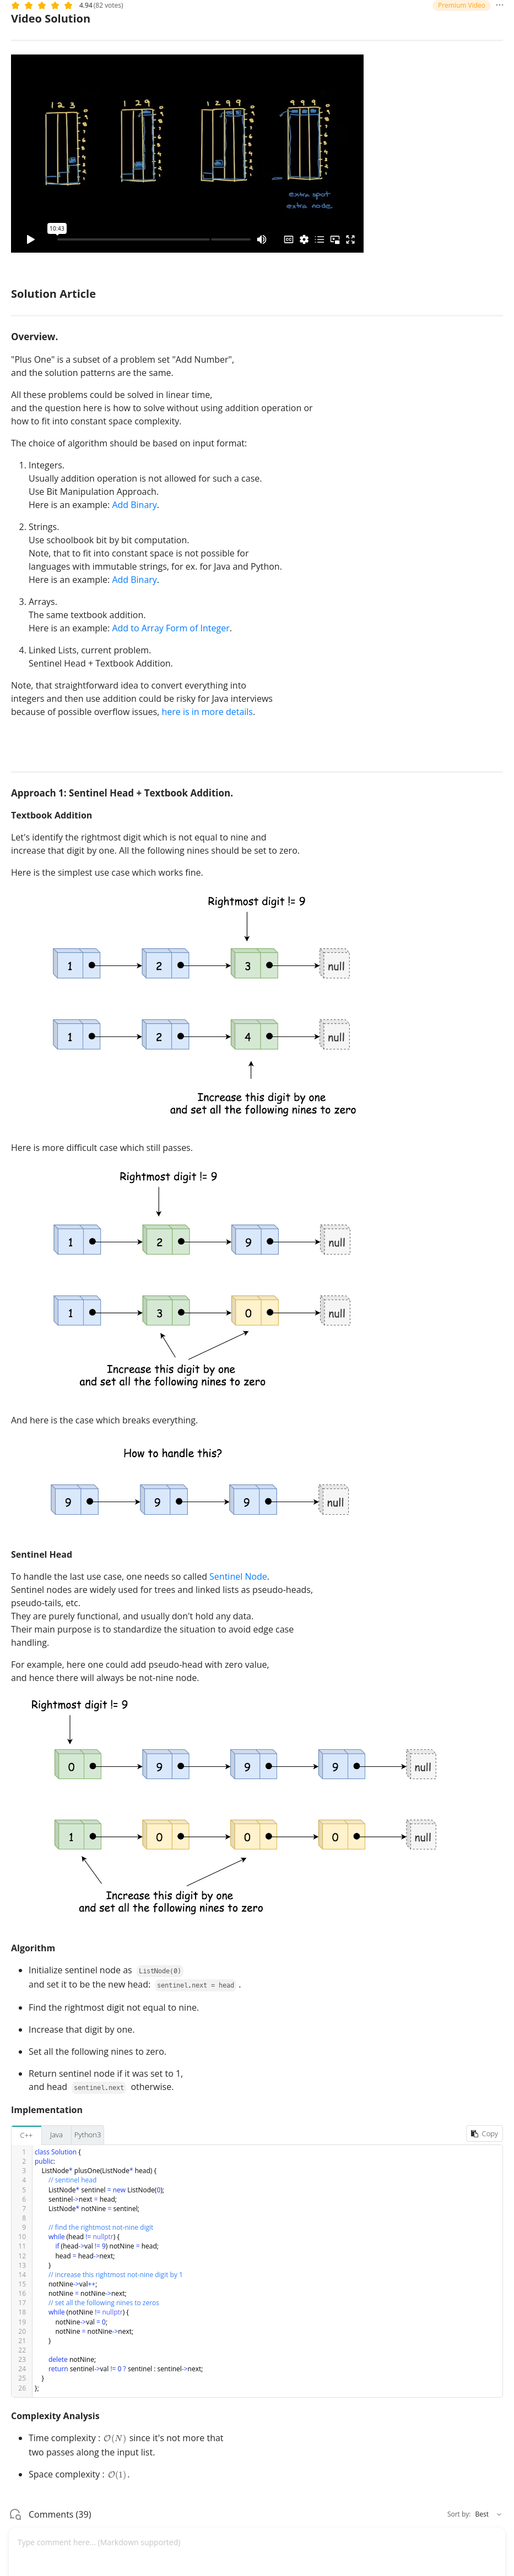 4.94 (82 votes)
Premium Video
Video Solution
1 2 3
1 2 9
1 2 9 9
9 9 9
extra spot
extra node
10:43
Solution Article
Overview.
"Plus One" is a subset of a problem set "Add Number",
and the solution patterns are the same.
All these problems could be solved in linear time,
and the question here is how to solve without using addition operation or
how to fit into constant space complexity.
The choice of algorithm should be based on input format:
1. Integers.
Usually addition operation is not allowed for such a case.
Use Bit Manipulation Approach.
Here is an example: Add Binary.
2. Strings.
Use schoolbook bit by bit computation.
Note, that to fit into constant space is not possible for
languages with immutable strings, for ex. for Java and Python.
Here is an example: Add Binary.
3. Arrays.
The same textbook addition.
Here is an example: Add to Array Form of Integer.
4. Linked Lists, current problem.
Sentinel Head + Textbook Addition.
Note, that straightforward idea to convert everything into
integers and then use addition could be risky for Java interviews
because of possible overflow issues, here is in more details.
Approach 1: Sentinel Head + Textbook Addition.
Textbook Addition
Let's identify the rightmost digit which is not equal to nine and
increase that digit by one. All the following nines should be set to zero.
Here is the simplest use case which works fine.
Rightmost digit != 9
1 2 3 null
1 2 4 null
Increase this digit by one
and set all the following nines to zero
Here is more difficult case which still passes.
Rightmost digit != 9
1 2 9 null
1 3 0 null
Increase this digit by one
and set all the following nines to zero
And here is the case which breaks everything.
How to handle this?
9 9 9 null
Sentinel Head
To handle the last use case, one needs so called Sentinel Node.
Sentinel nodes are widely used for trees and linked lists as pseudo-heads,
pseudo-tails, etc.
They are purely functional, and usually don't hold any data.
Their main purpose is to standardize the situation to avoid edge case
handling.
For example, here one could add pseudo-head with zero value,
and hence there will always be not-nine node.
Rightmost digit != 9
0 9 9 9 null
1 0 0 0 null
Increase this digit by one
and set all the following nines to zero
Algorithm
• Initialize sentinel node as ListNode(0)
and set it to be the new head: sentinel.next = head .
• Find the rightmost digit not equal to nine.
• Increase that digit by one.
• Set all the following nines to zero.
• Return sentinel node if it was set to 1,
and head sentinel.next otherwise.
Implementation
C++ Java Python3
Copy
1 class Solution {
2 public:
3 ListNode* plusOne(ListNode* head) {
4 // sentinel head
5 ListNode* sentinel = new ListNode(0);
6 sentinel->next = head;
7 ListNode* notNine = sentinel;
8
9 // find the rightmost not-nine digit
10 while (head != nullptr) {
11 if (head->val != 9) notNine = head;
12 head = head->next;
13 }
14 // increase this rightmost not-nine digit by 1
15 notNine->val++;
16 notNine = notNine->next;
17 // set all the following nines to zeros
18 while (notNine != nullptr) {
19 notNine->val = 0;
20 notNine = notNine->next;
21 }
22
23 delete notNine;
24 return sentinel->val != 0 ? sentinel : sentinel->next;
25 }
26 };
Complexity Analysis
• Time complexity : O(N) since it's not more that
two passes along the input list.
• Space complexity : O(1).
Comments (39)
Sort by: Best
Type comment here... (Markdown supported)